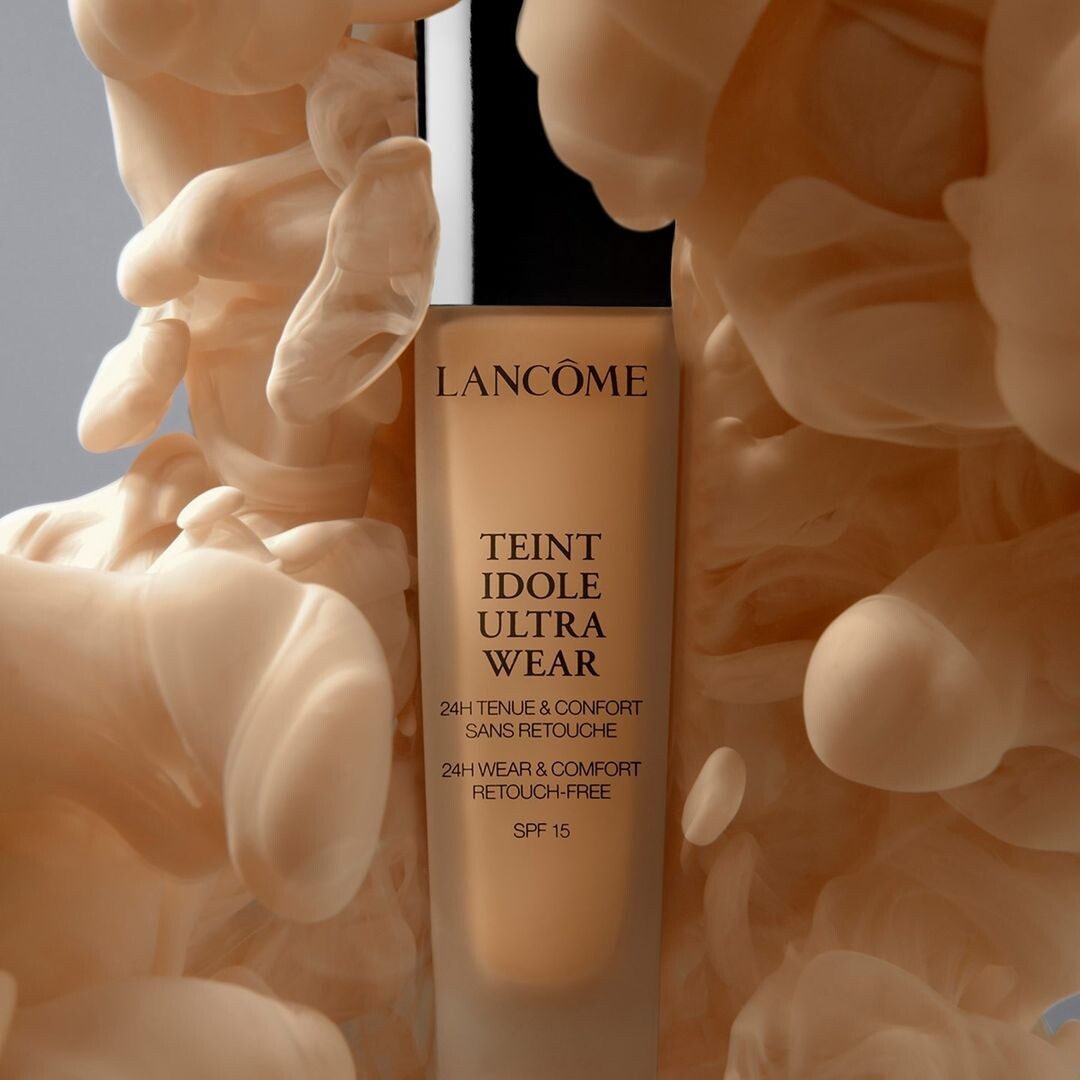 LANCÔME
TEINT
IDOLE
ULTRA
WEAR
24H TENUE & CONFORT
SANS RETOUCHE
24H WEAR & COMFORT
RETOUCH-FREE
SPF 15